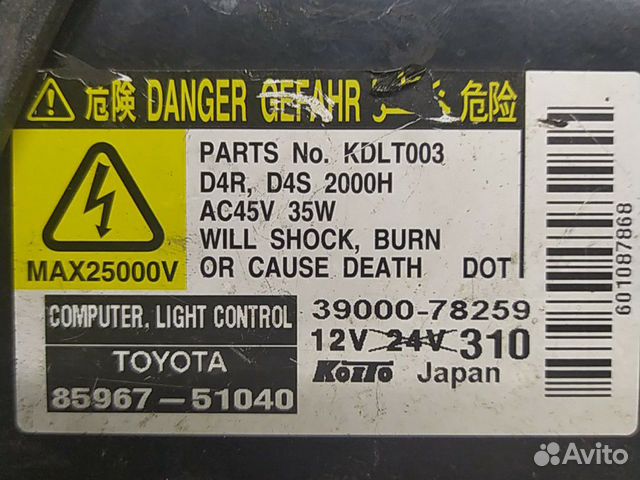 危険 DANGER GEFAHR 危险
PARTS No. KDLT003
D4R, D4S 2000H
AC45V 35W
WILL SHOCK, BURN
OR CAUSE DEATH DOT
MAX25000V
COMPUTER, LIGHT CONTROL
TOYOTA
85967-51040
39000-78259
12V 24V 310
KOITO Japan
601087868
Avito